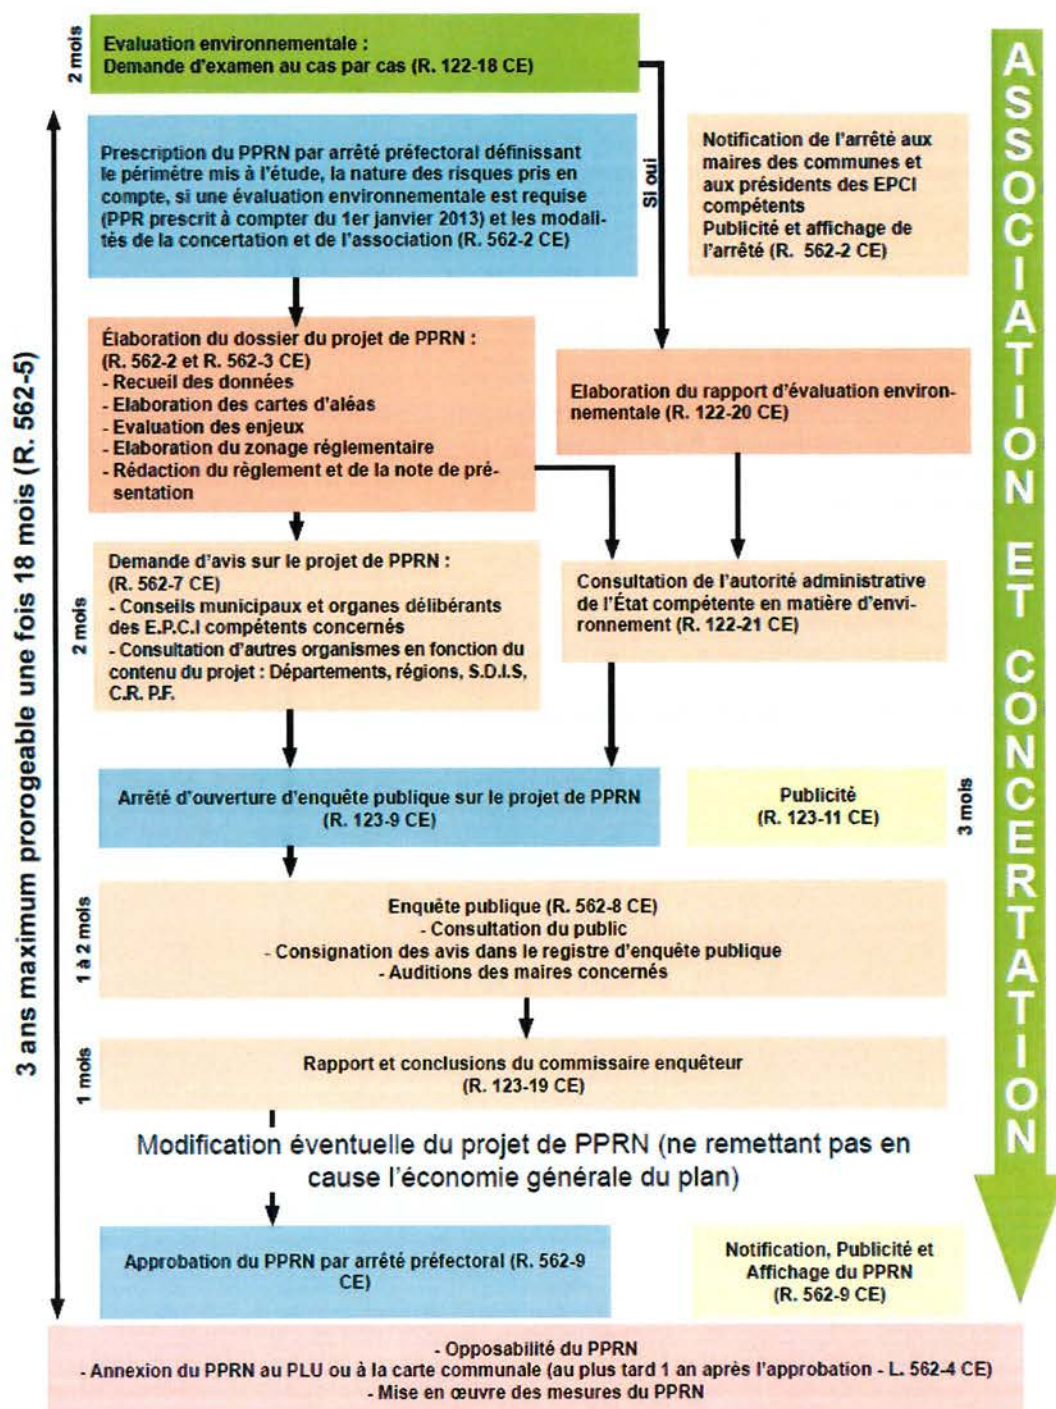 2 mois
Evaluation environnementale :
Demande d'examen au cas par cas (R. 122-18 CE)
Prescription du PPRN par arrêté préfectoral définissant
le périmètre mis à l'étude, la nature des risques pris en
compte, si une évaluation environnementale est requise
(PPR prescrit à compter du 1er janvier 2013) et les modali-
tés de la concertation et de l'association (R. 562-2 CE)
Si oui
Notification de l'arrêté aux
maires des communes et
aux présidents des EPCI
compétents
Publicité et affichage de
l'arrêté (R. 562-2 CE)
Élaboration du dossier du projet de PPRN :
(R. 562-2 et R. 562-3 CE)
- Recueil des données
- Elaboration des cartes d'aléas
- Evaluation des enjeux
- Elaboration du zonage réglementaire
- Rédaction du règlement et de la note de pré-
sentation
Elaboration du rapport d'évaluation environ-
nementale (R. 122-20 CE)
2 mois
Demande d'avis sur le projet de PPRN :
(R. 562-7 CE)
- Conseils municipaux et organes délibérants
des E.P.C.I compétents concernés
- Consultation d'autres organismes en fonction du
contenu du projet : Départements, régions, S.D.I.S,
C.R. P.F.
Consultation de l'autorité administrative
de l'État compétente en matière d'envi-
ronnement (R. 122-21 CE)
Arrêté d'ouverture d'enquête publique sur le projet de PPRN
(R. 123-9 CE)
Publicité
(R. 123-11 CE)
3 mois
1 à 2 mois
Enquête publique (R. 562-8 CE)
- Consultation du public
- Consignation des avis dans le registre d'enquête publique
- Auditions des maires concernés
1 mois
Rapport et conclusions du commissaire enquêteur
(R. 123-19 CE)
Modification éventuelle du projet de PPRN (ne remettant pas en
cause l'économie générale du plan)
Approbation du PPRN par arrêté préfectoral (R. 562-9
CE)
Notification, Publicité et
Affichage du PPRN
(R. 562-9 CE)
- Opposabilité du PPRN
- Annexion du PPRN au PLU ou à la carte communale (au plus tard 1 an après l'approbation - L. 562-4 CE)
- Mise en œuvre des mesures du PPRN
3 ans maximum prorogeable une fois 18 mois (R. 562-5)
ASSOCIATION ET CONCERTATION